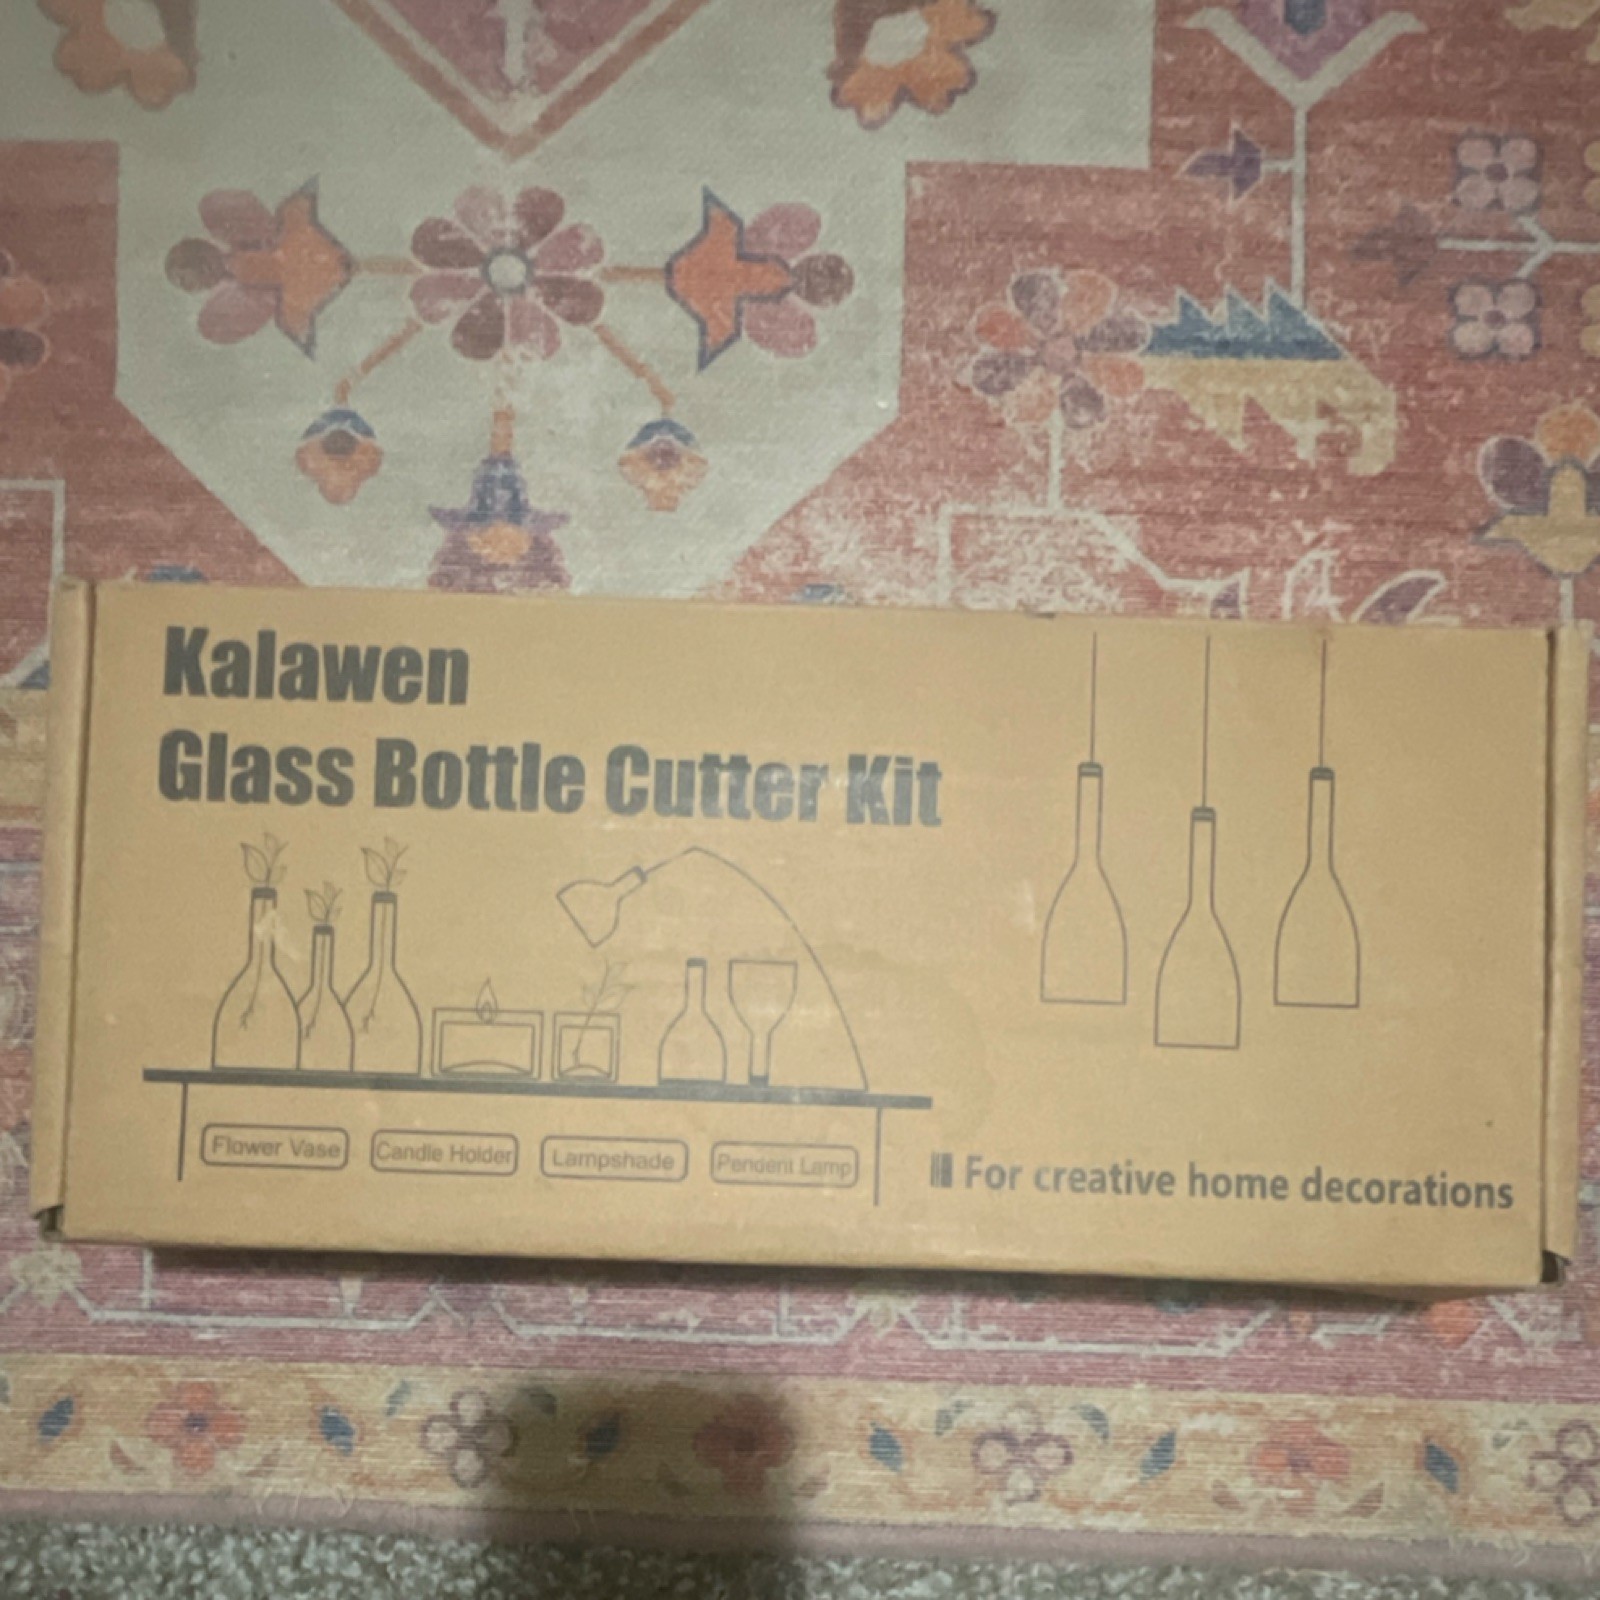 Kalawen
Glass Bottle Cutter Kit
Flower Vase
Candle Holder
Lampshade
Pendent Lamp
For creative home decorations